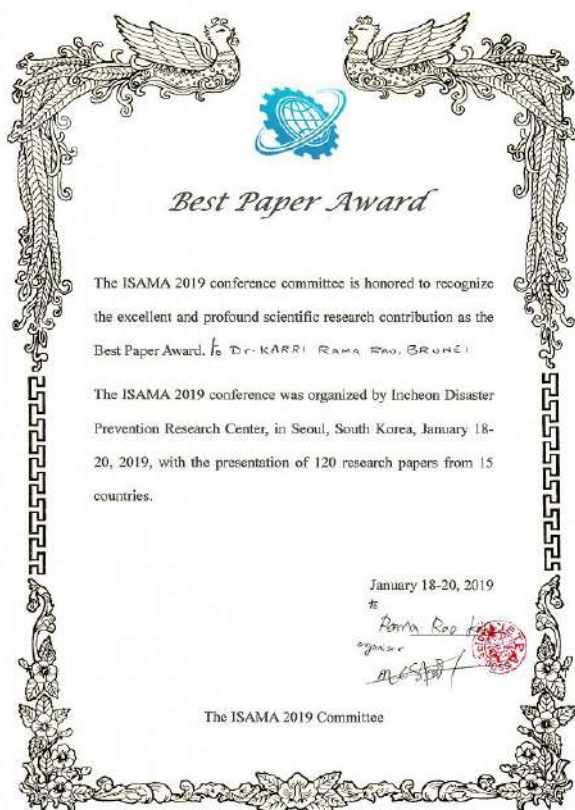 Best Paper Award
The ISAMA 2019 conference committee is honored to recognize
the excellent and profound scientific research contribution as the
Best Paper Award. to Dr. KARRI RAMA RAO, BRUNEI
The ISAMA 2019 conference was organized by Incheon Disaster
Prevention Research Center, in Seoul, South Korea, January 18-
20, 2019, with the presentation of 120 research papers from 15
countries.
January 18-20, 2019
to
Rama Rao
organiser
The ISAMA 2019 Committee